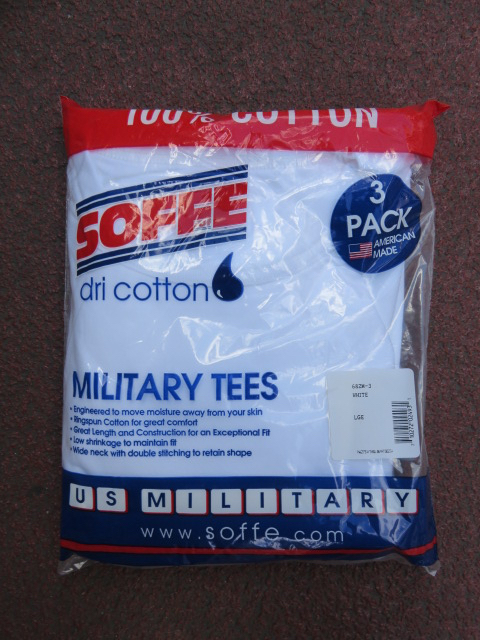 100% COTTON
SOFFE
3
PACK
AMERICAN
MADE
dri cotton
MILITARY TEES
• Engineered to move moisture away from your skin
• Ringspun Cotton for great comfort
• Great Length and Construction for an Exceptional Fit
• Low shrinkage to maintain fit
• Wide neck with double stitching to retain shape
WHITE
LGE
US MILITARY
www.soffe.com